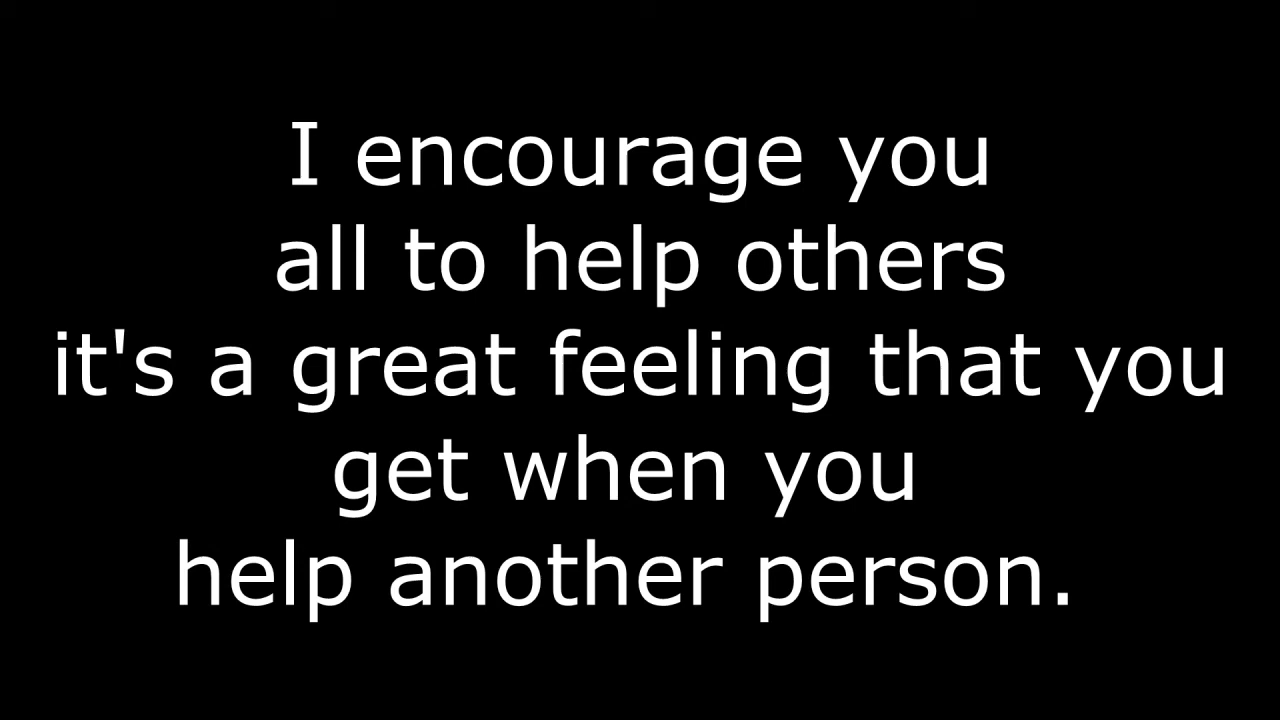 I encourage you
all to help others
it's a great feeling that you
get when you
help another person.